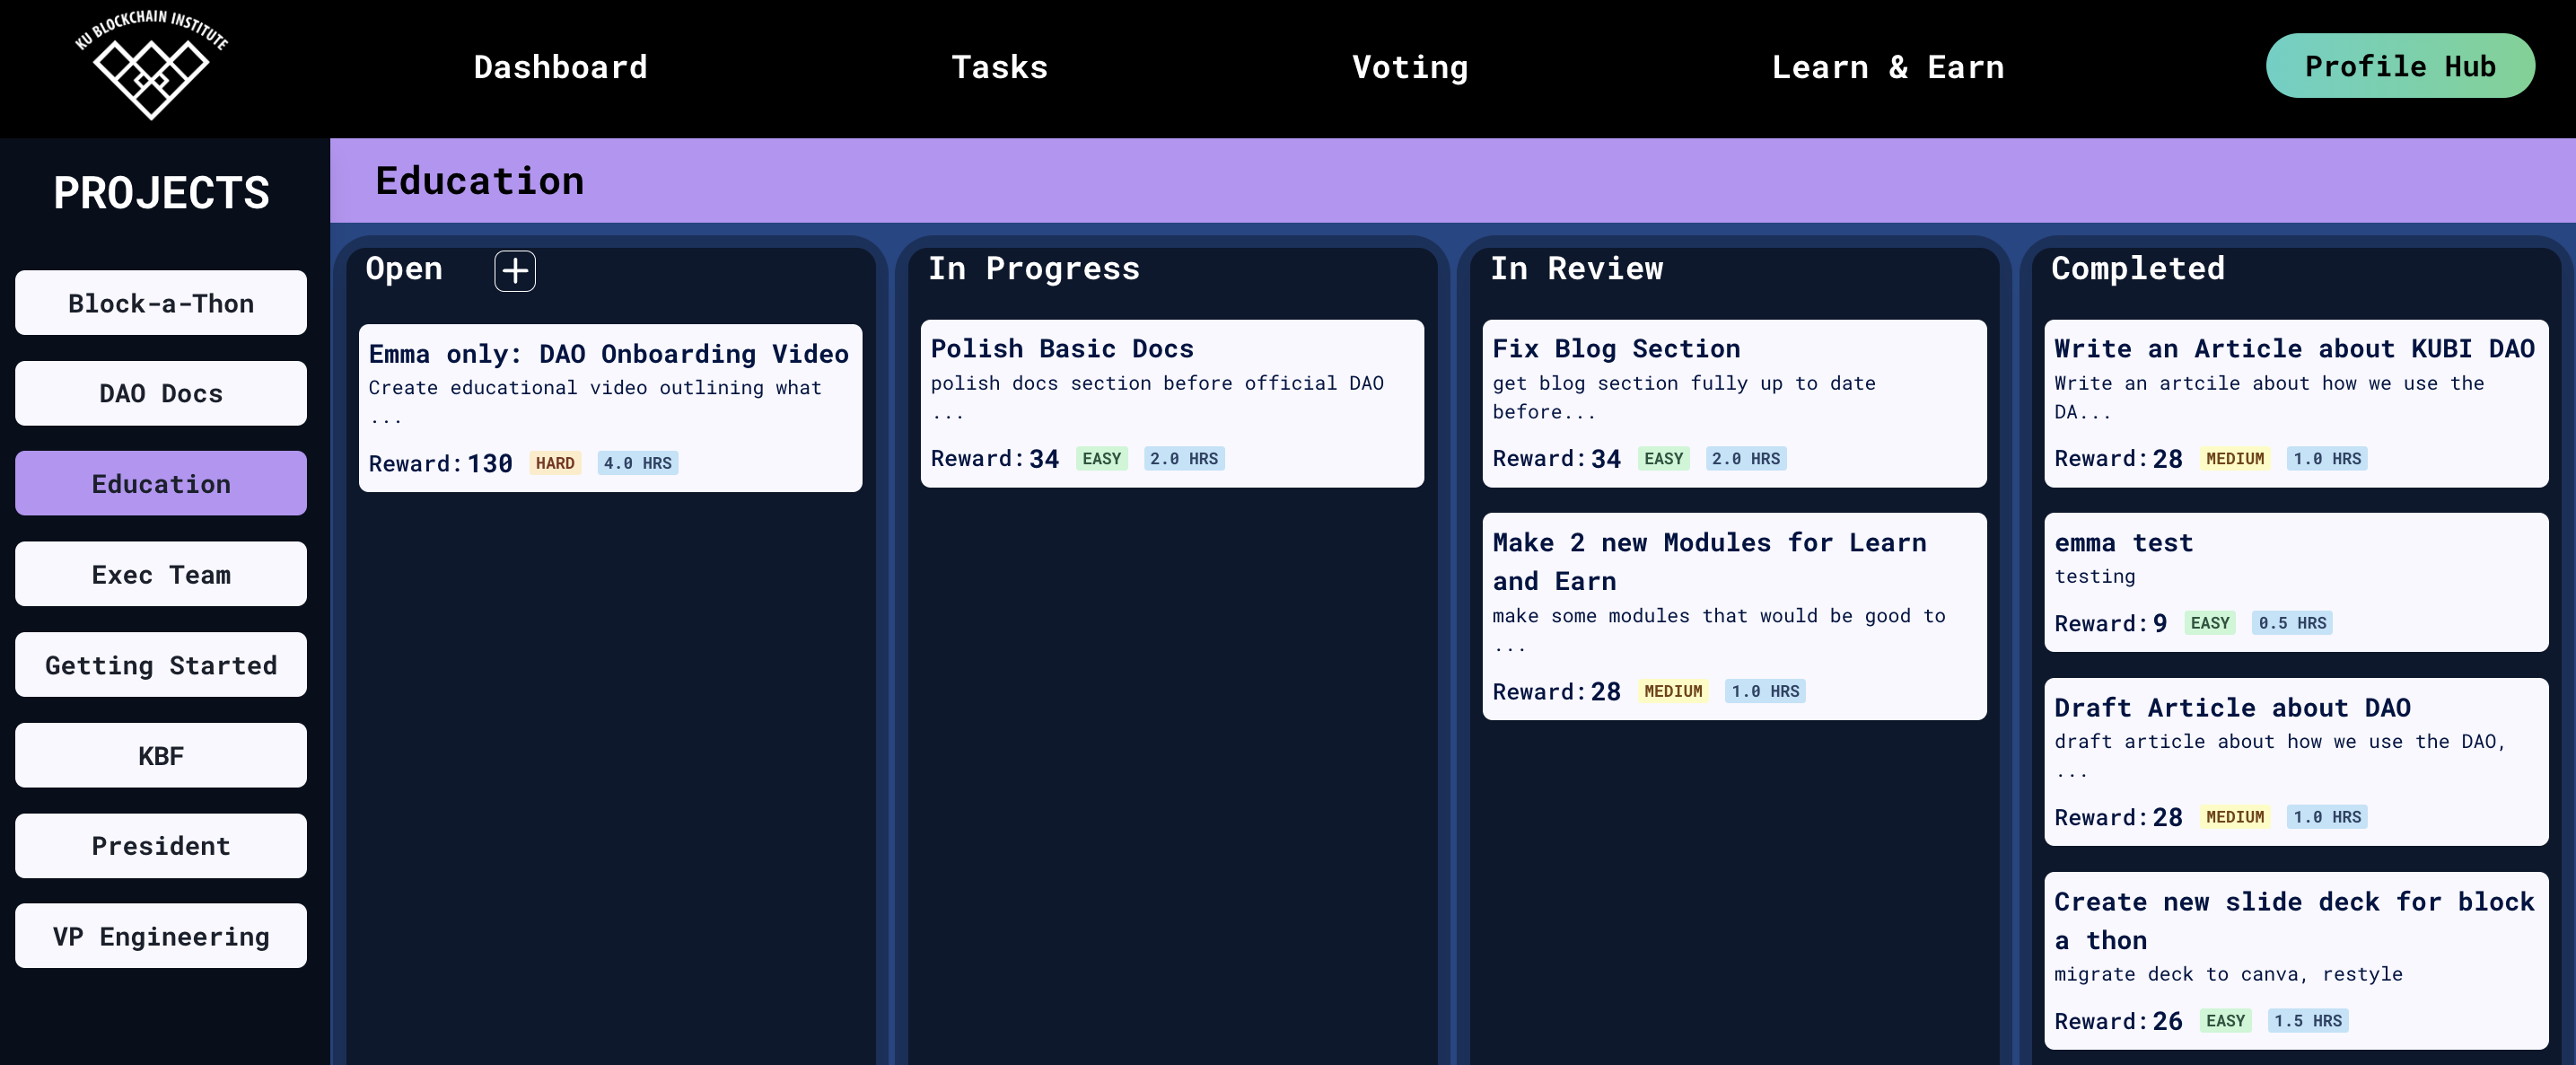 KU BLOCKCHAIN INSTITUTE
Dashboard
Tasks
Voting
Learn & Earn
Profile Hub
PROJECTS
Block-a-Thon
DAO Docs
Education
Exec Team
Getting Started
KBF
President
VP Engineering
Education
Open
Emma only: DAO Onboarding Video
Create educational video outlining what
...
Reward: 130 HARD 4.0 HRS
In Progress
Polish Basic Docs
polish docs section before official DAO
...
Reward: 34 EASY 2.0 HRS
In Review
Fix Blog Section
get blog section fully up to date
before...
Reward: 34 EASY 2.0 HRS
Make 2 new Modules for Learn
and Earn
make some modules that would be good to
...
Reward: 28 MEDIUM 1.0 HRS
Completed
Write an Article about KUBI DAO
Write an artcile about how we use the
DA...
Reward: 28 MEDIUM 1.0 HRS
emma test
testing
Reward: 9 EASY 0.5 HRS
Draft Article about DAO
draft article about how we use the DAO,
...
Reward: 28 MEDIUM 1.0 HRS
Create new slide deck for block
a thon
migrate deck to canva, restyle
Reward: 26 EASY 1.5 HRS